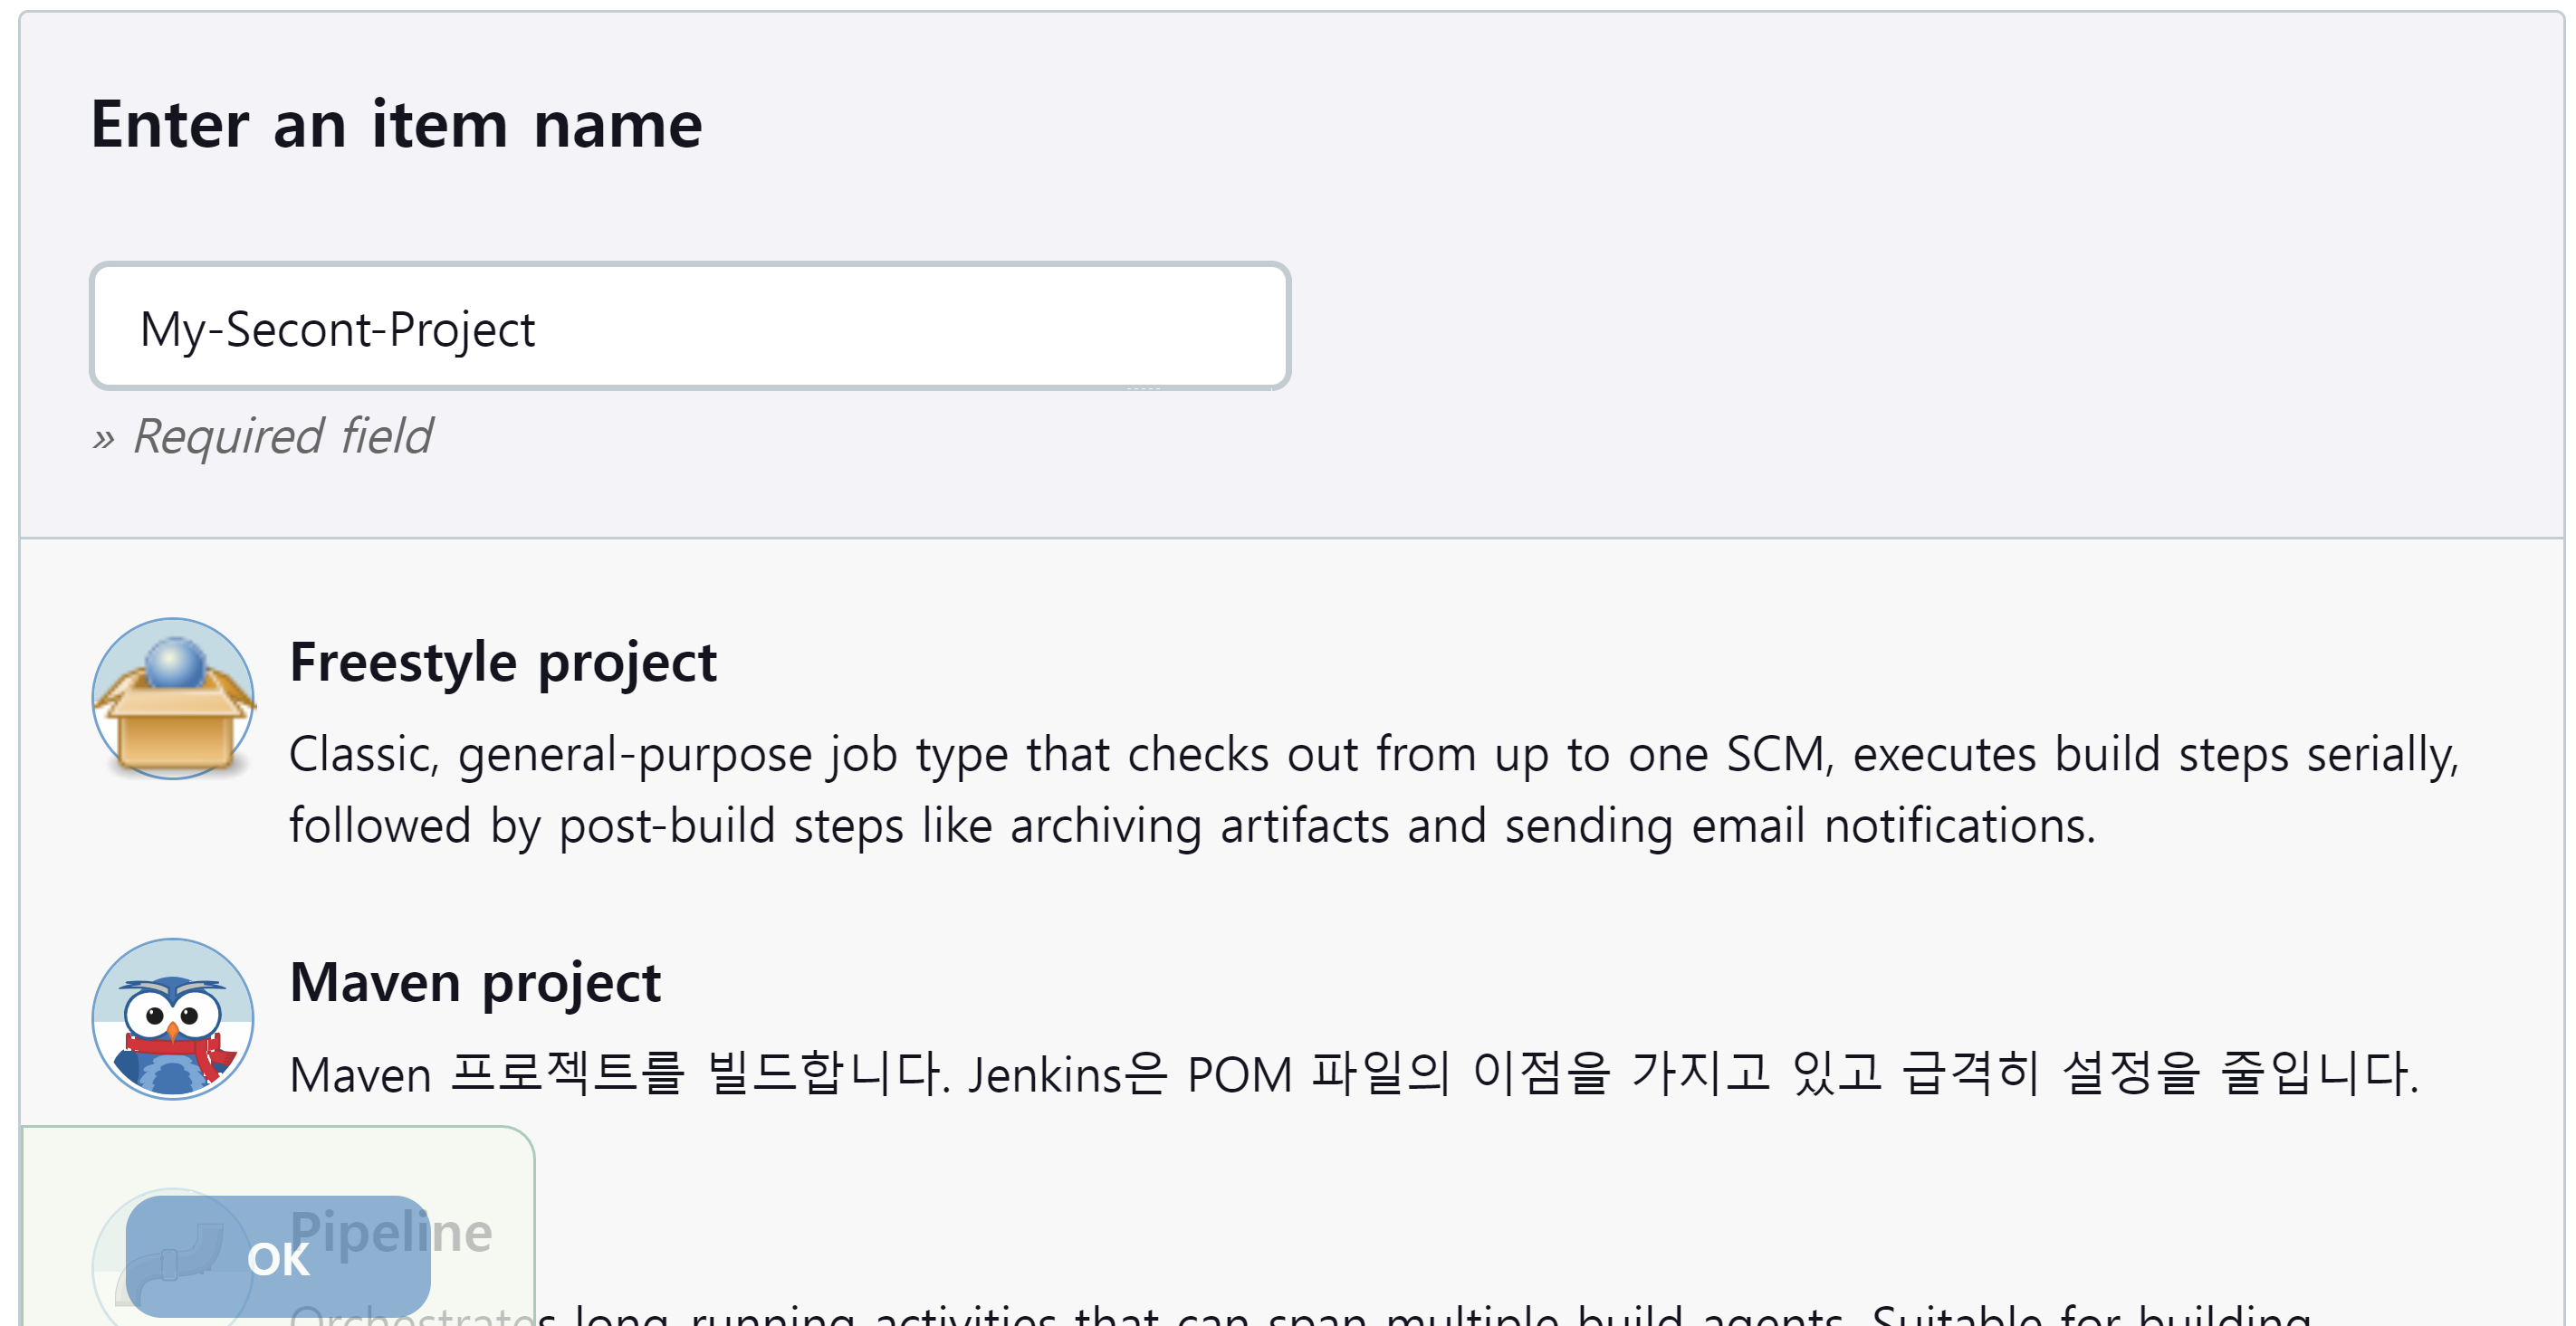 Enter an item name
My-Secont-Project
» Required field
Freestyle project
Classic, general-purpose job type that checks out from up to one SCM, executes build steps serially,
followed by post-build steps like archiving artifacts and sending email notifications.
Maven project
Maven 프로젝트를 빌드합니다. Jenkins은 POM 파일의 이점을 가지고 있고 급격히 설정을 줄입니다.
Pipeline
OK
Orchestrates long-running activities that can span multiple build agents. Suitable for building